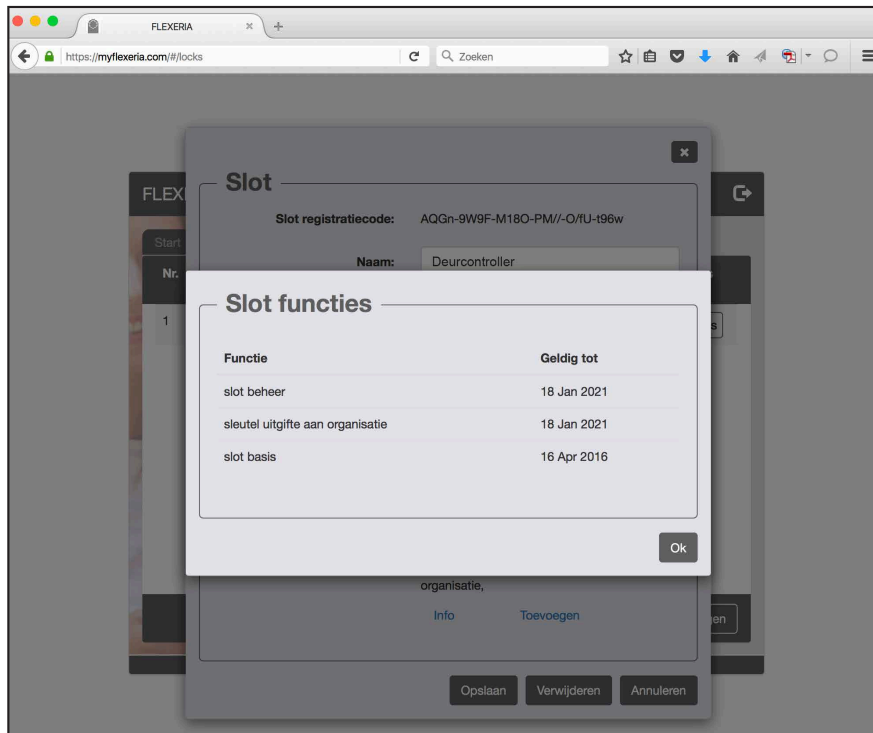 FLEXERIA
https://myflexeria.com/#/locks
Zoeken
FLEX
Start
Nr.
1
Slot
Slot registratiecode: AQGn-9W9F-M18O-PM//-O/fU-t96w
Naam: Deurcontroller
s
Slot functies
Functie Geldig tot
slot beheer 18 Jan 2021
sleutel uitgifte aan organisatie 18 Jan 2021
slot basis 16 Apr 2016
Ok
organisatie,
Info Toevoegen
en
Opslaan Verwijderen Annuleren